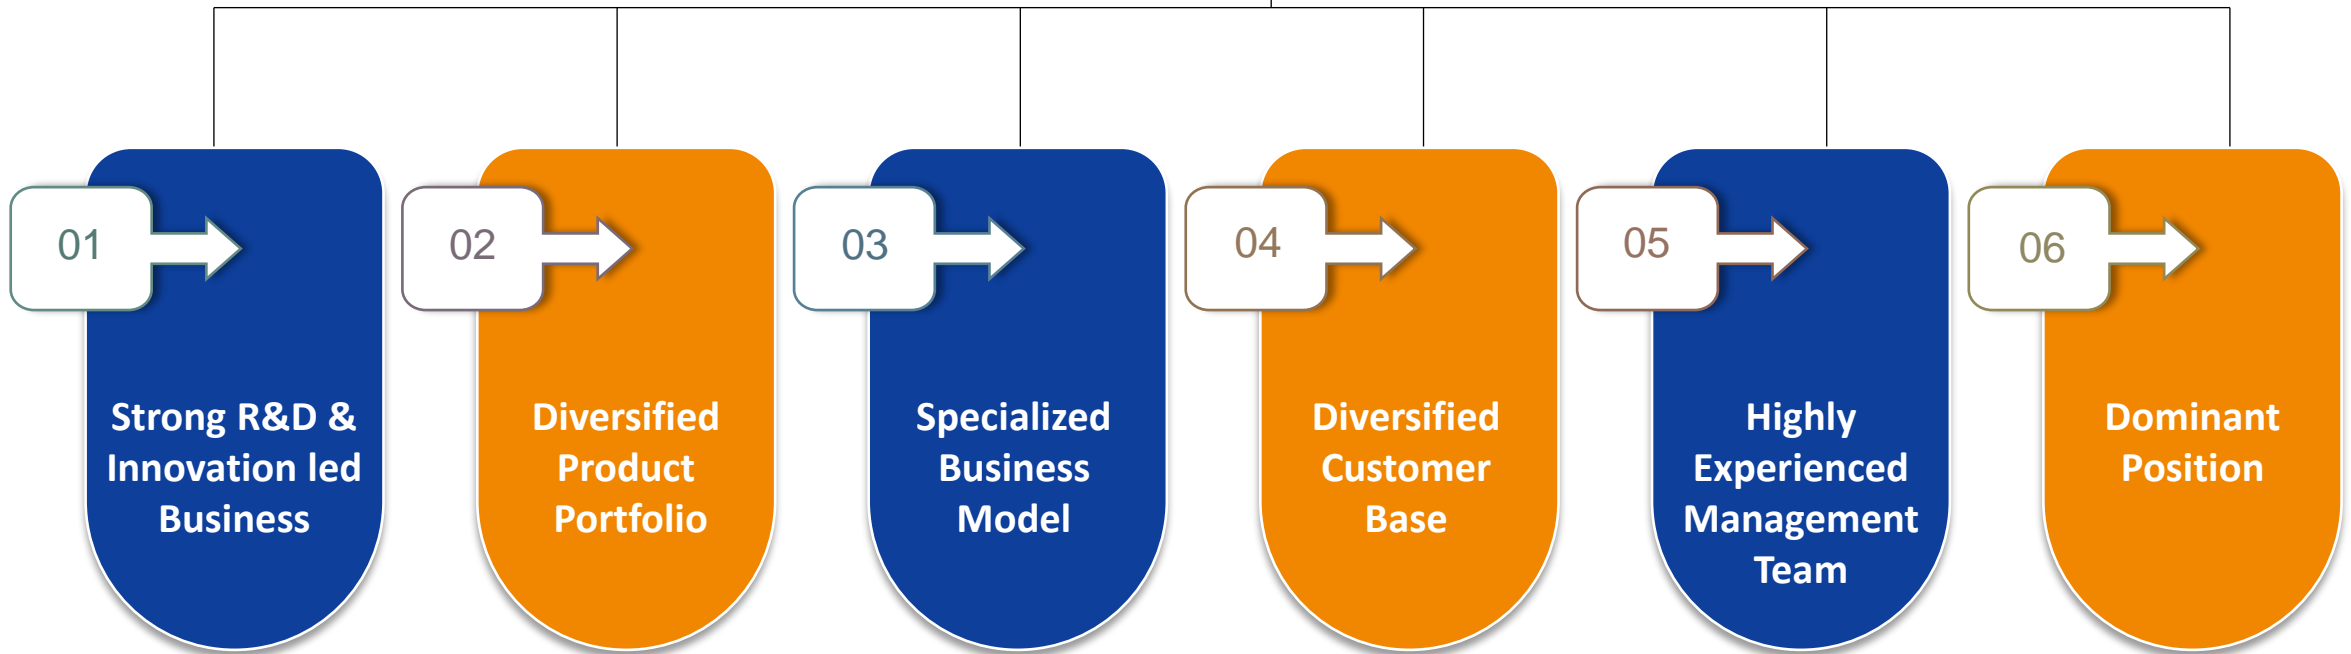 01
Strong R&D &
Innovation led
Business
02
Diversified
Product
Portfolio
03
Specialized
Business
Model
04
Diversified
Customer
Base
05
Highly
Experienced
Management
Team
06
Dominant
Position